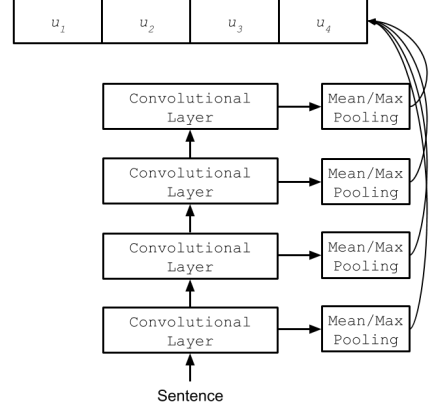 u1 u2 u3 u4
Convolutional
Layer
Mean/Max
Pooling
Convolutional
Layer
Mean/Max
Pooling
Convolutional
Layer
Mean/Max
Pooling
Convolutional
Layer
Mean/Max
Pooling
Sentence